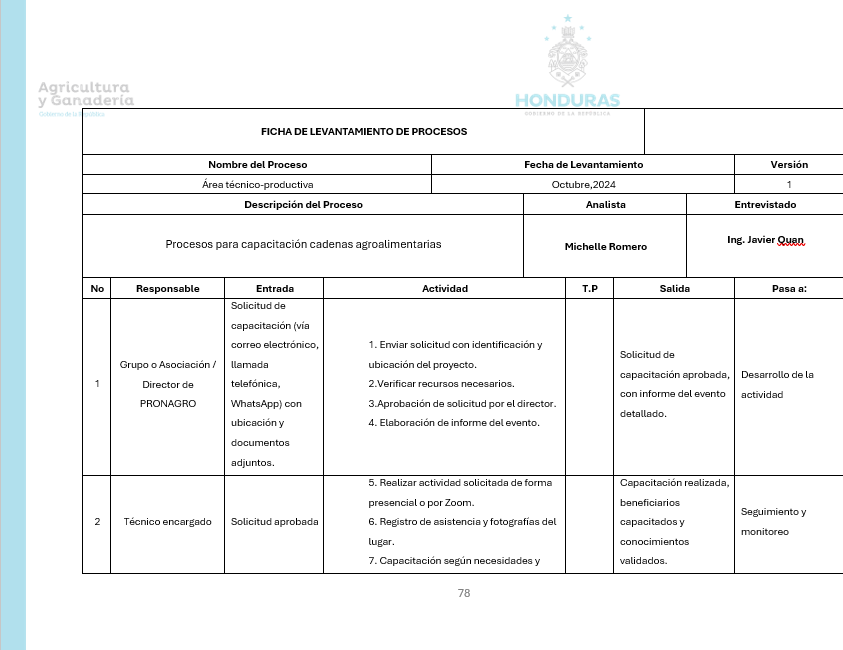 Agricultura
y Ganadería
Gobierno de la República
HONDURAS
GOBIERNO DE LA REPÚBLICA
FICHA DE LEVANTAMIENTO DE PROCESOS
Nombre del Proceso
Fecha de Levantamiento
Versión
Área técnico-productiva
Octubre,2024
1
Descripción del Proceso
Analista
Entrevistado
Procesos para capacitación cadenas agroalimentarias
Michelle Romero
Ing. Javier Quan
No
Responsable
Entrada
Actividad
T.P
Salida
Pasa a:
1
Grupo o Asociación /
Director de
PRONAGRO
Solicitud de
capacitación (vía
correo electrónico,
llamada
telefónica,
WhatsApp) con
ubicación y
documentos
adjuntos.
1. Enviar solicitud con identificación y
ubicación del proyecto.
2.Verificar recursos necesarios.
3.Aprobación de solicitud por el director.
4. Elaboración de informe del evento.
Solicitud de
capacitación aprobada,
con informe del evento
detallado.
Desarrollo de la
actividad
2
Técnico encargado
Solicitud aprobada
5. Realizar actividad solicitada de forma
presencial o por Zoom.
6. Registro de asistencia y fotografías del
lugar.
7. Capacitación según necesidades y
Capacitación realizada,
beneficiarios
capacitados y
conocimientos
validados.
Seguimiento y
monitoreo
78